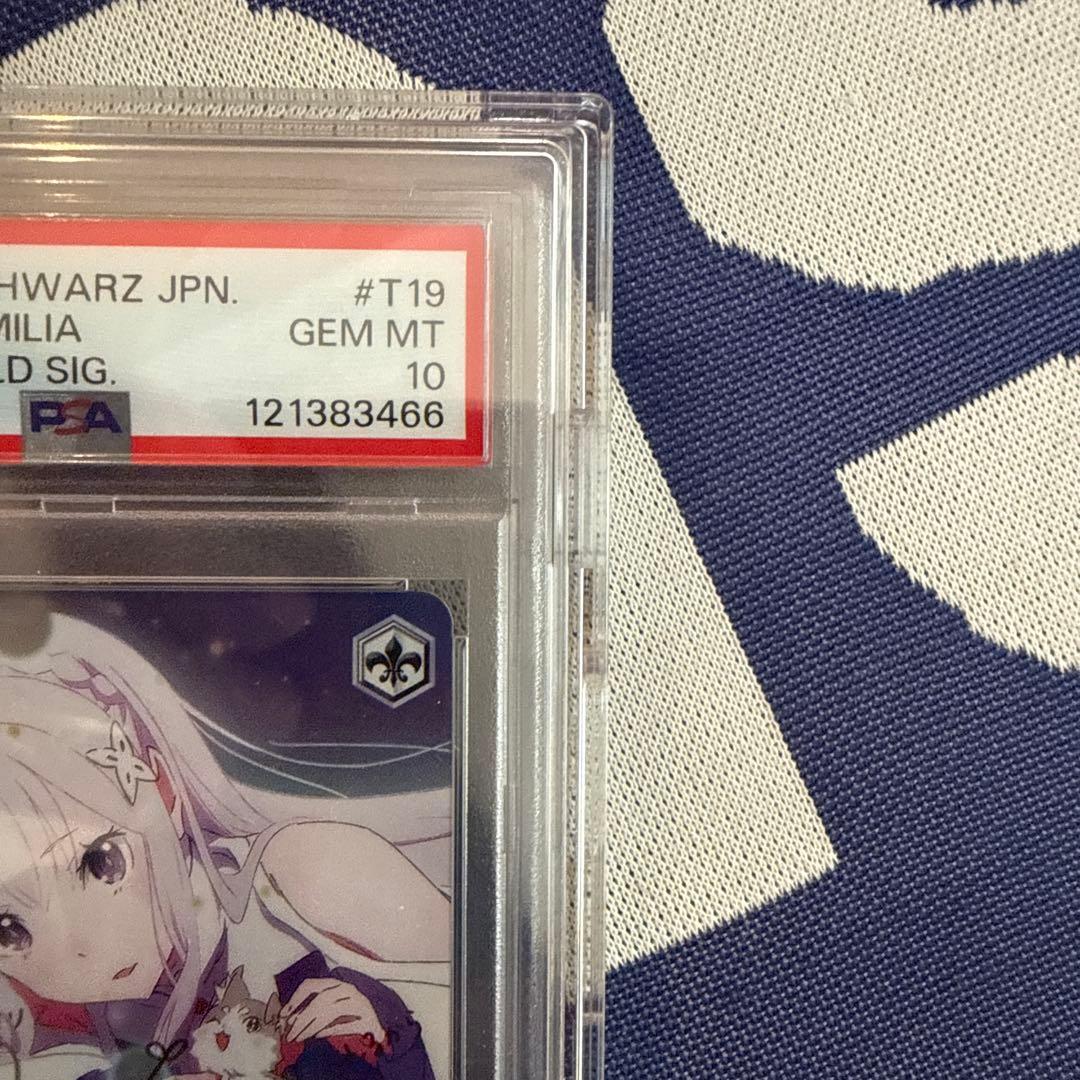 HWARZ JPN. #T19
MILIA GEM MT
LD SIG. 10
PSA 121383466